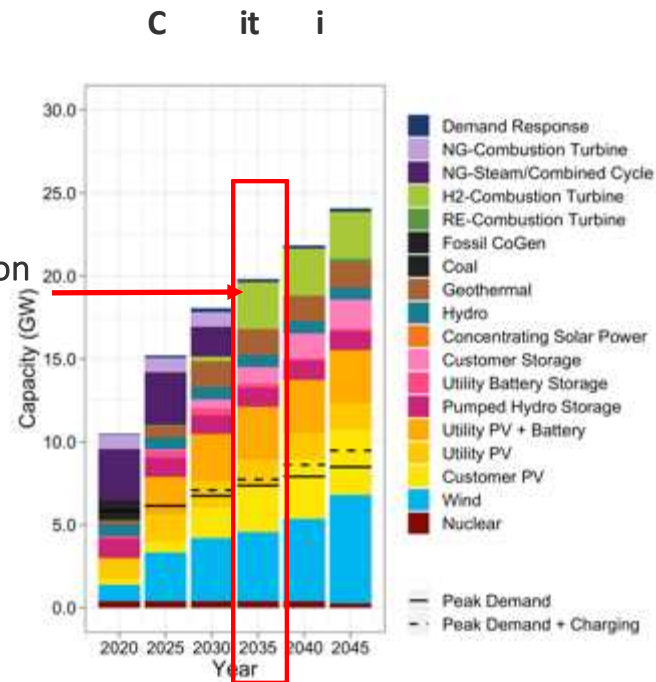 C it i
on
Capacity (GW)
30.0
25.0
20.0
15.0
10.0
5.0
0.0
2020 2025 2030 2035 2040 2045
Year
Demand Response
NG-Combustion Turbine
NG-Steam/Combined Cycle
H2-Combustion Turbine
RE-Combustion Turbine
Fossil CoGen
Coal
Geothermal
Hydro
Concentrating Solar Power
Customer Storage
Utility Battery Storage
Pumped Hydro Storage
Utility PV + Battery
Utility PV
Customer PV
Wind
Nuclear
Peak Demand
Peak Demand + Charging